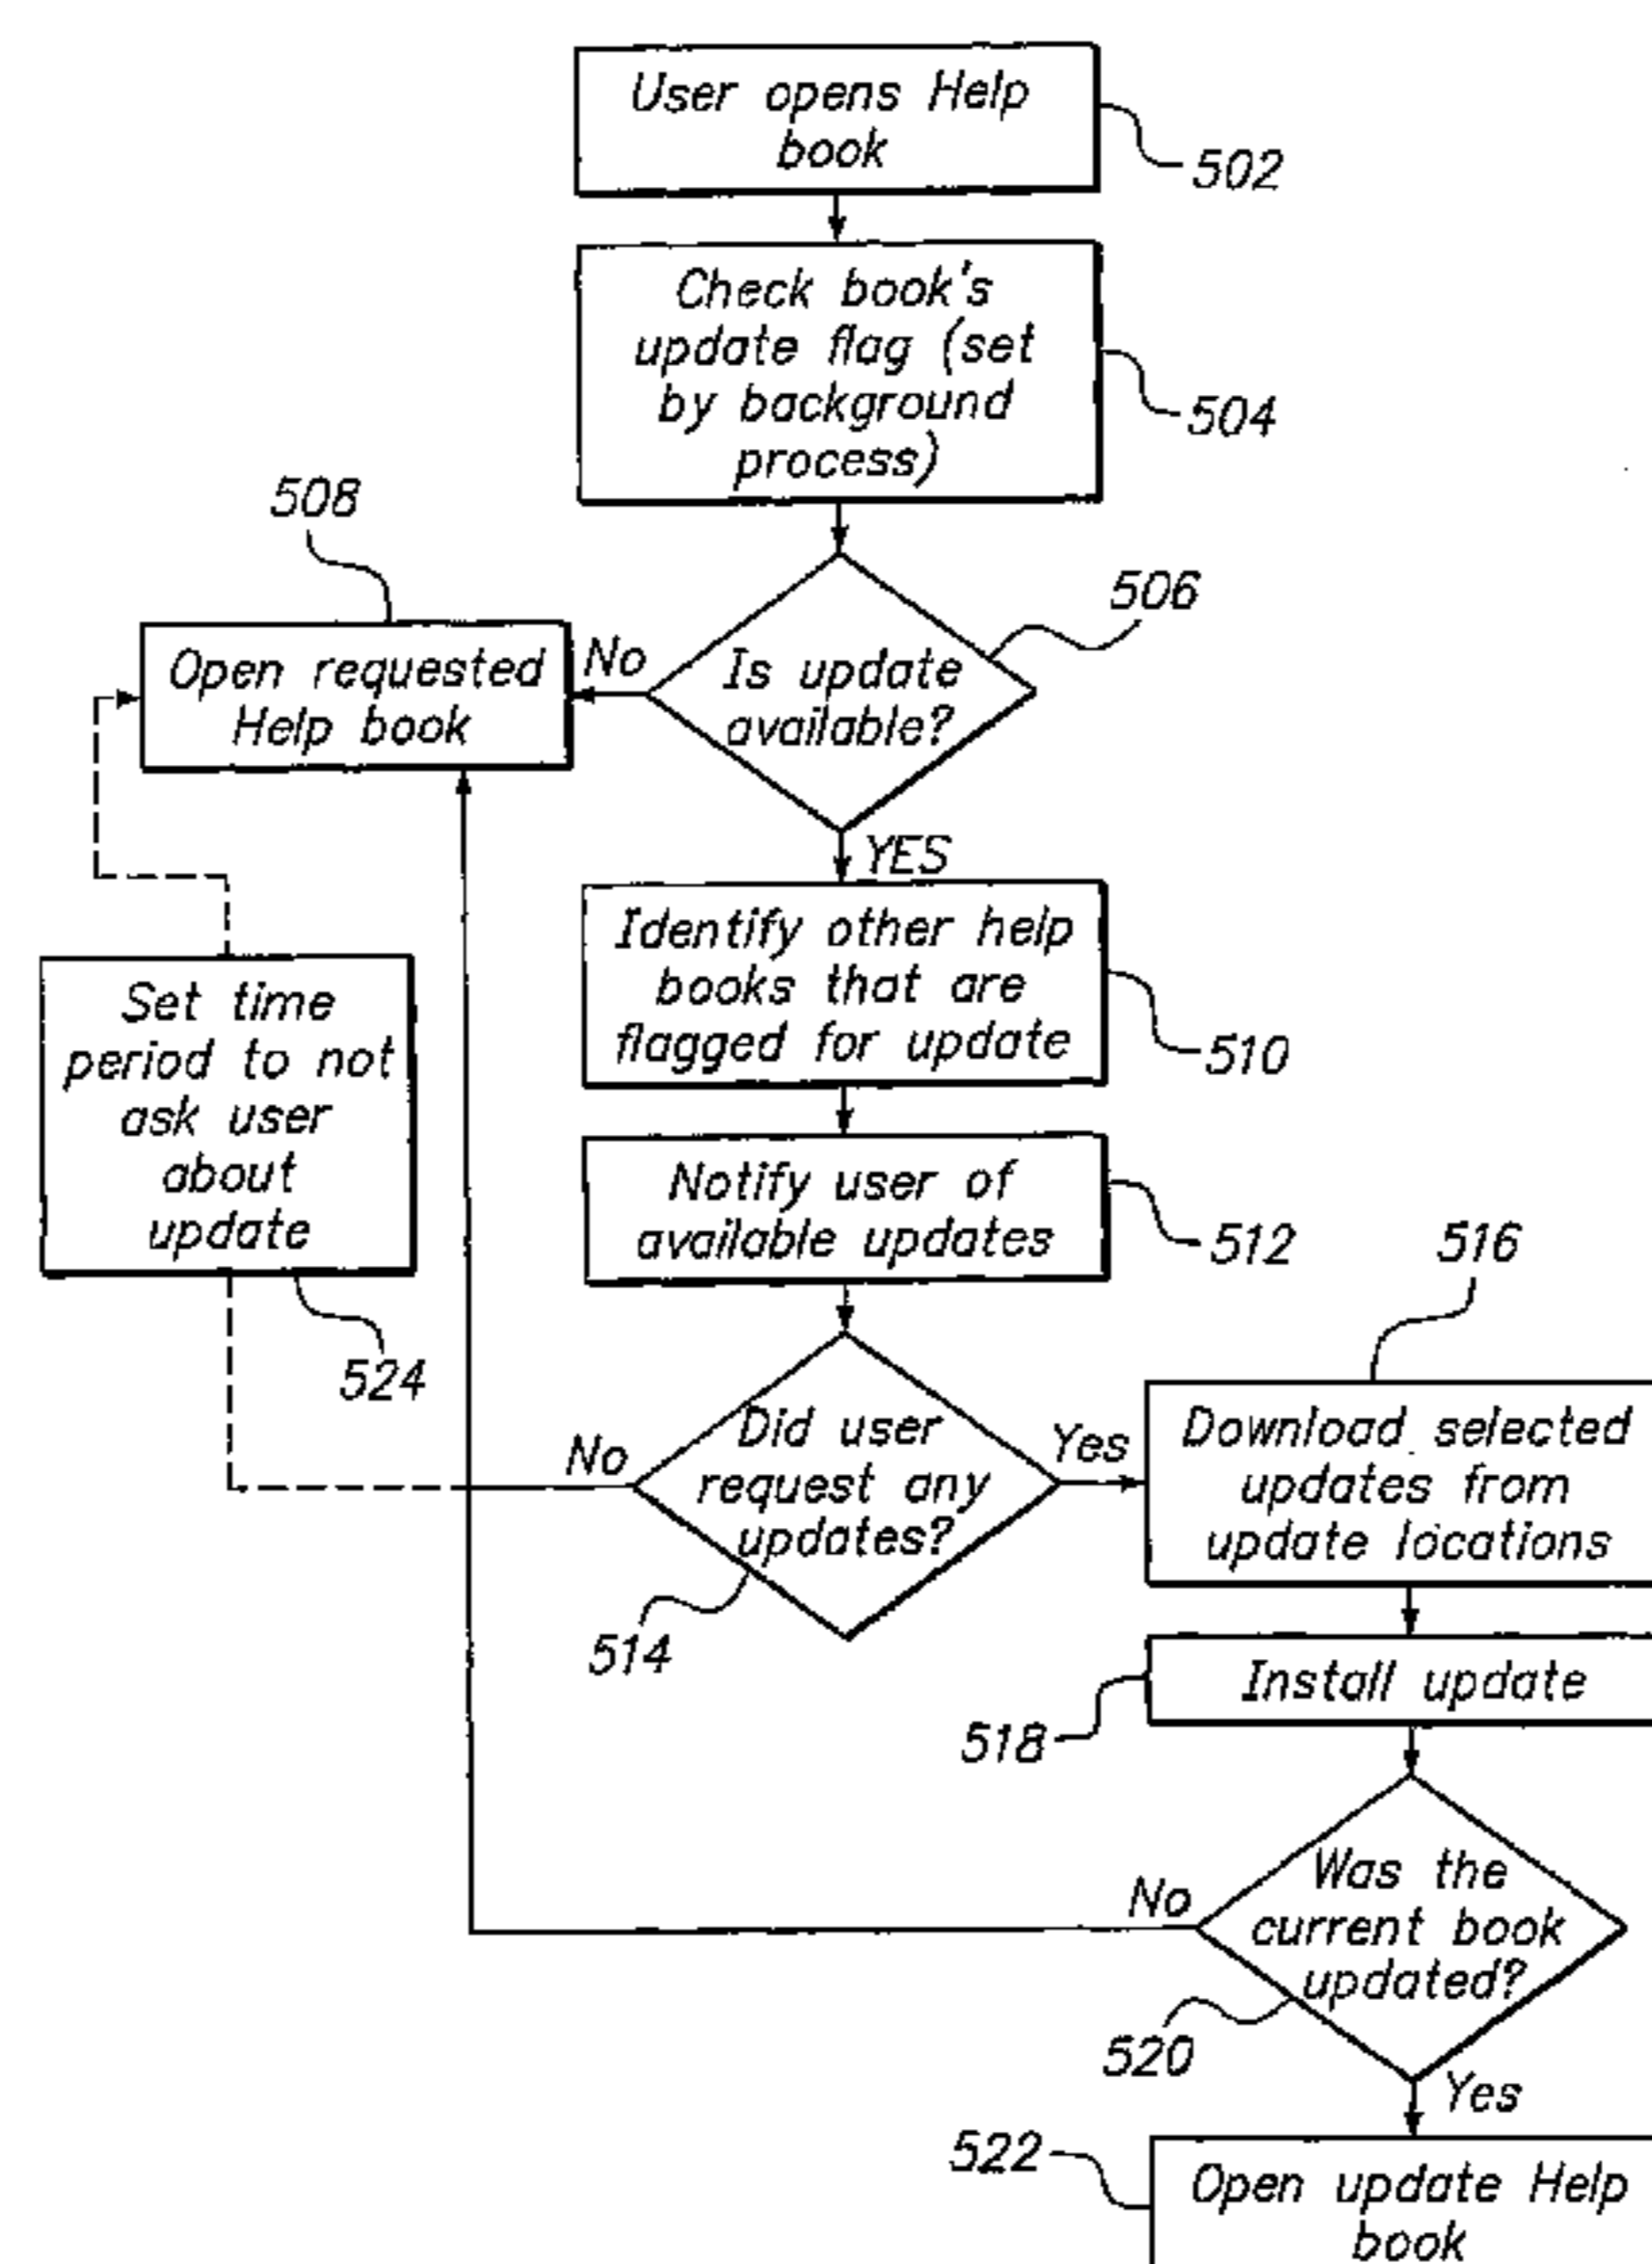 User opens Help
book
502
Check book's
update flag (set
by background
process)
504
508
506
Open requested
Help book
No
Is update
available?
YES
Identify other help
books that are
flagged for update
510
Set time
period to not
ask user
about
update
524
Notify user of
available updates
512
516
No
Did user
request any
updates?
Yes
514
Download selected
updates from
update locations
Install update
518
No
Was the
current book
updated?
520
Yes
522
Open update Help
book